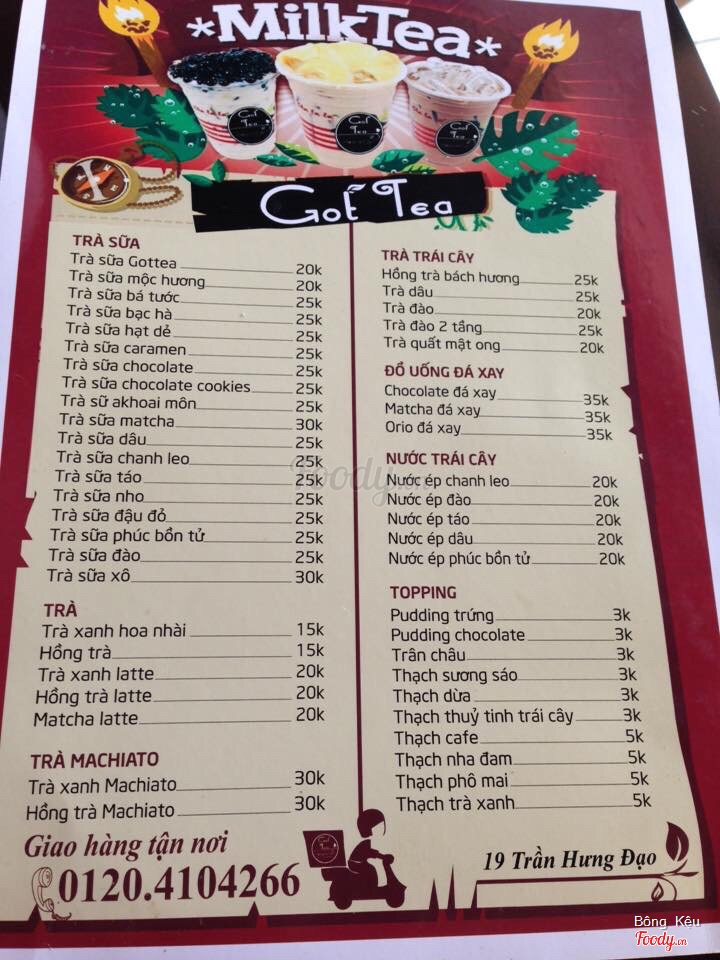 *MilkTea*
Got Tea
Got Tea
Got Tea
TRÀ SỮA
Trà sữa Gottea 20k
Trà sữa mộc hương 20k
Trà sữa bá tước 25k
Trà sữa bạc hà 25k
Trà sữa hạt dẻ 25k
Trà sữa caramen 25k
Trà sữa chocolate 25k
Trà sữa chocolate cookies 25k
Trà sữ akhoai môn 25k
Trà sữa matcha 30k
Trà sữa dâu 25k
Trà sữa chanh leo 25k
Trà sữa táo 25k
Trà sữa nho 25k
Trà sữa đậu đỏ 25k
Trà sữa phúc bồn tử 25k
Trà sữa đào 25k
Trà sữa xô 30k
TRÀ
Trà xanh hoa nhài 15k
Hồng trà 15k
Trà xanh latte 20k
Hồng trà latte 20k
Matcha latte 20k
TRÀ MACHIATO
Trà xanh Machiato 30k
Hồng trà Machiato 30k
TRÀ TRÁI CÂY
Hồng trà bách hương 25k
Trà dâu 25k
Trà đào 20k
Trà đào 2 tầng 25k
Trà quất mật ong 20k
ĐỒ UỐNG ĐÁ XAY
Chocolate đá xay 35k
Matcha đá xay 35k
Orio đá xay 35k
NƯỚC TRÁI CÂY
Nước ép chanh leo 20k
Nước ép đào 20k
Nước ép táo 20k
Nước ép dâu 20k
Nước ép phúc bồn tử 20k
TOPPING
Pudding trứng 3k
Pudding chocolate 3k
Trân châu 3k
Thạch sương sáo 3k
Thạch dừa 3k
Thạch thuỷ tinh trái cây 3k
Thạch cafe 5k
Thạch nha đam 5k
Thạch phô mai 5k
Thạch trà xanh 5k
Giao hàng tận nơi
0120.4104266
Got Tea
19 Trần Hưng Đạo
Foody.vn
Bông Kệu
Foody.vn